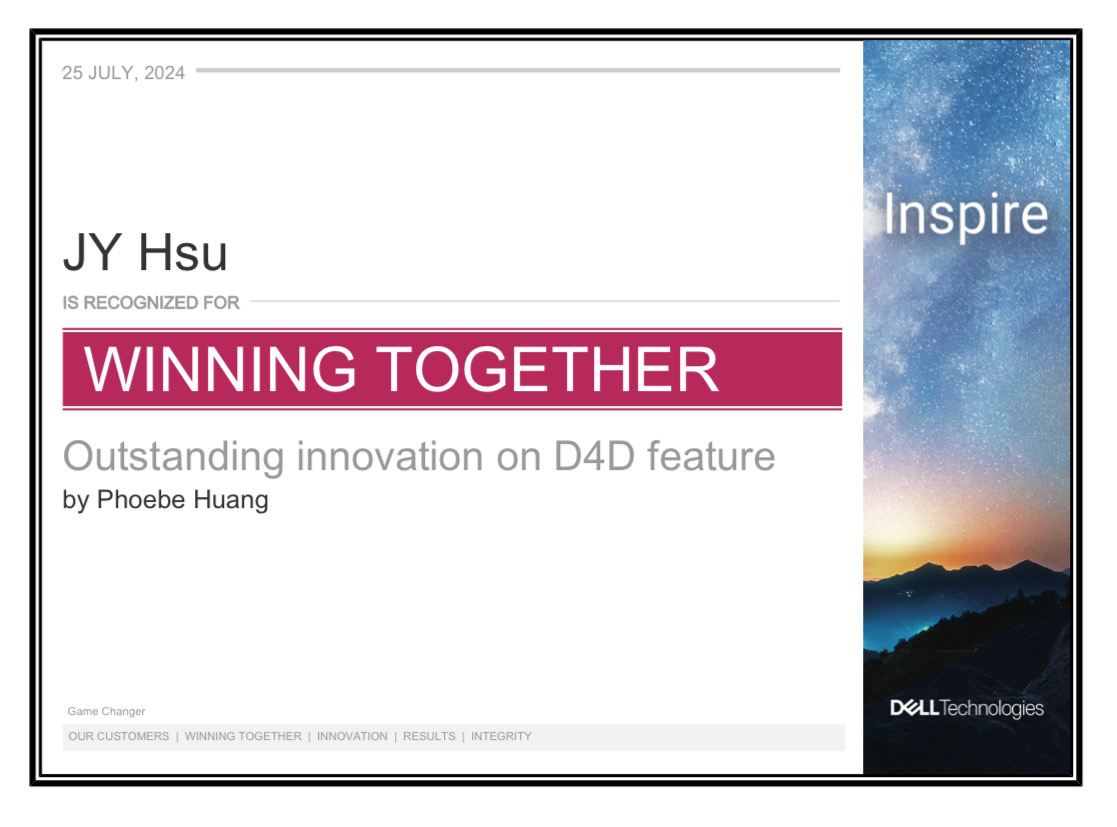 25 JULY, 2024
JY Hsu
IS RECOGNIZED FOR
WINNING TOGETHER
Outstanding innovation on D4D feature
by Phoebe Huang
Game Changer
OUR CUSTOMERS | WINNING TOGETHER | INNOVATION | RESULTS | INTEGRITY
Inspire
DELLTechnologies